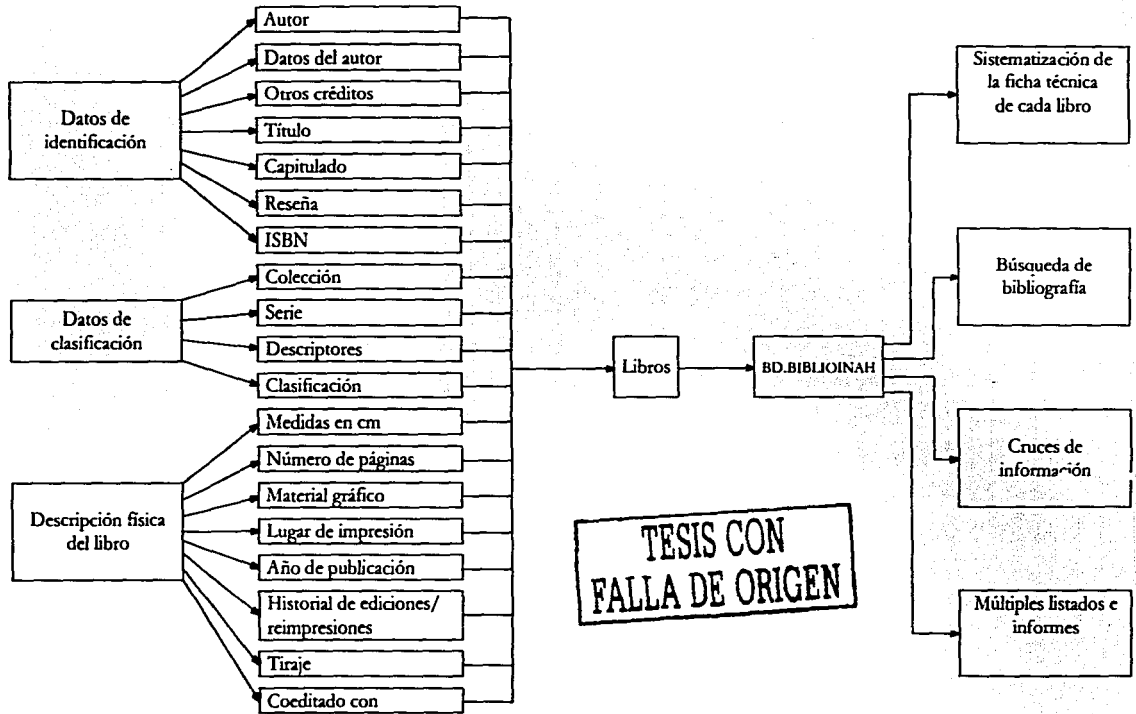 Datos de
identificación
Autor
Datos del autor
Otros créditos
Título
Capitulado
Reseña
ISBN
Datos de
clasificación
Colección
Serie
Descriptores
Clasificación
Descripción física
del libro
Medidas en cm
Número de páginas
Material gráfico
Lugar de impresión
Año de publicación
Historial de ediciones/
reimpresiones
Tiraje
Coeditado con
Libros
BD.BIBLIOINAH
Sistematización de
la ficha técnica
de cada libro
Búsqueda de
bibliografía
Cruces de
información
Múltiples listados e
informes
TESIS CON
FALLA DE ORIGEN